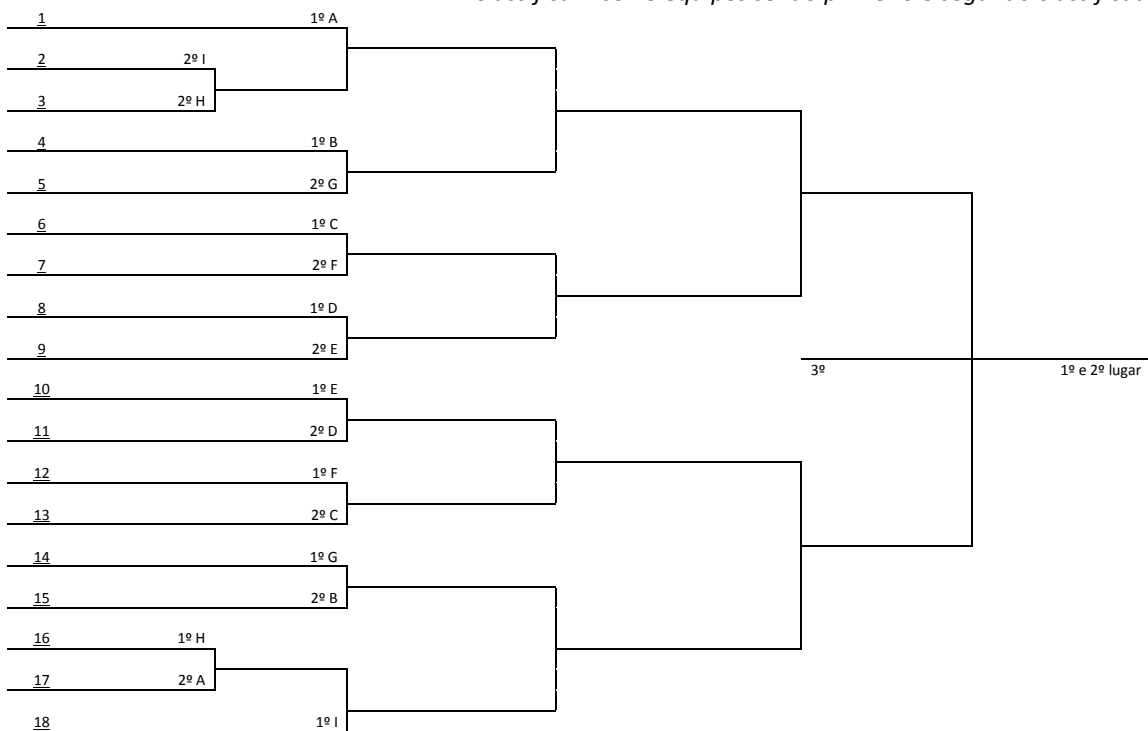 1 1º A
2 2º I
3 2º H
4 1º B
5 2º G
6 1º C
7 2º F
8 1º D
9 2º E
3º 1º e 2º lugar
10 1º E
11 2º D
12 1º F
13 2º C
14 1º G
15 2º B
16 1º H
17 2º A
18 1º I